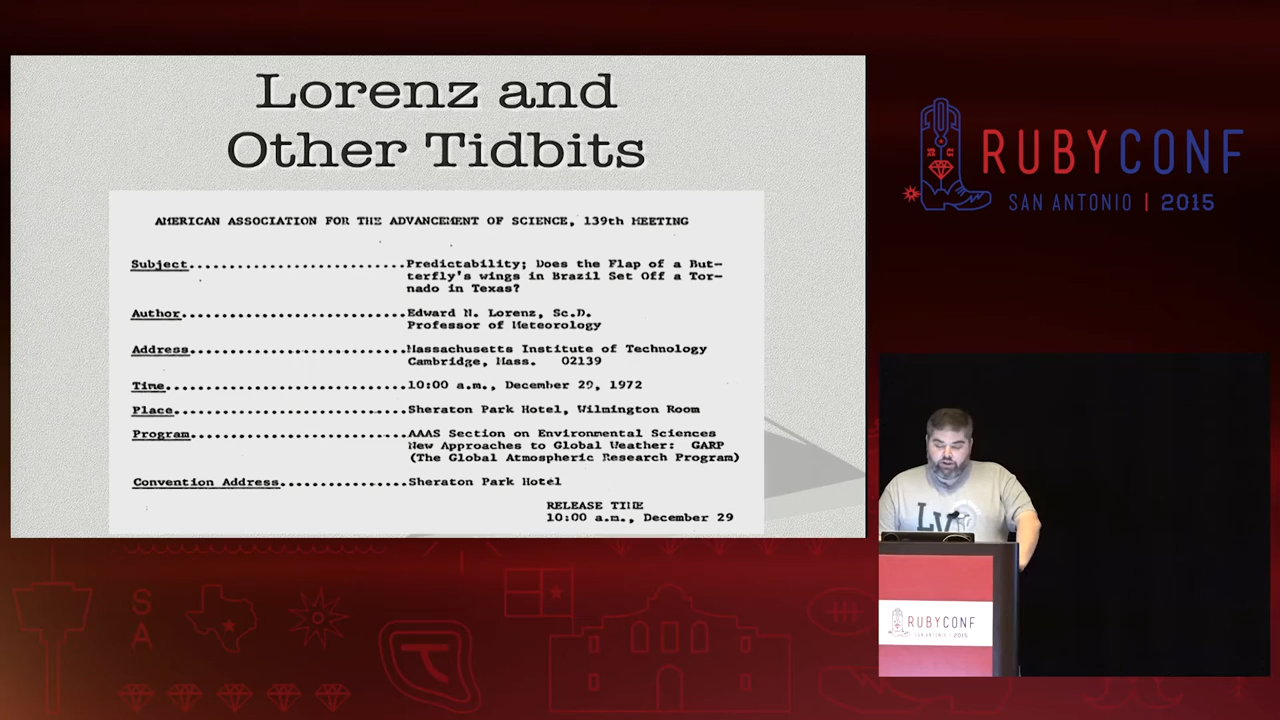 Lorenz and
Other Tidbits
AMERICAN ASSOCIATION FOR THE ADVANCEMENT OF SCIENCE, 139th MEETING
Subject..............................Predictability; Does the Flap of a But-
terfly's wings in Brazil Set Off a Tor-
nado in Texas?
Author...............................Edward N. Lorenz, Sc.D.
Professor of Meteorology
Address..............................Massachusetts Institute of Technology
Cambridge, Mass. 02139
Time.................................10:00 a.m., December 29, 1972
Place................................Sheraton Park Hotel, Wilmington Room
Program..............................AAAS Section on Environmental Sciences
New Approaches to Global Weather: GARP
(The Global Atmospheric Research Program)
Convention Address.................Sheraton Park Hotel
RELEASE TIME
10:00 a.m., December 29
RUBYCONF
SAN ANTONIO | 2015
LV
RUBYCONF
SAN ANTONIO | 2015
S
A